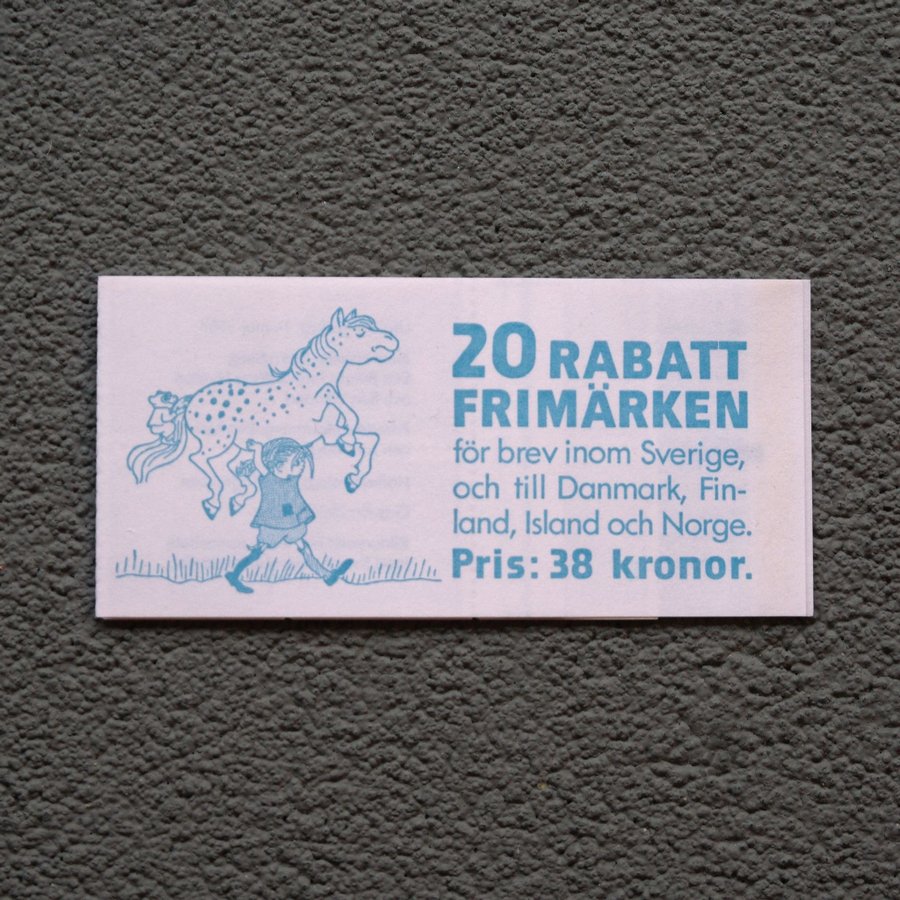 20 RABATT
FRIMÄRKEN
för brev inom Sverige,
och till Danmark, Fin-
land, Island och Norge.
Pris: 38 kronor.